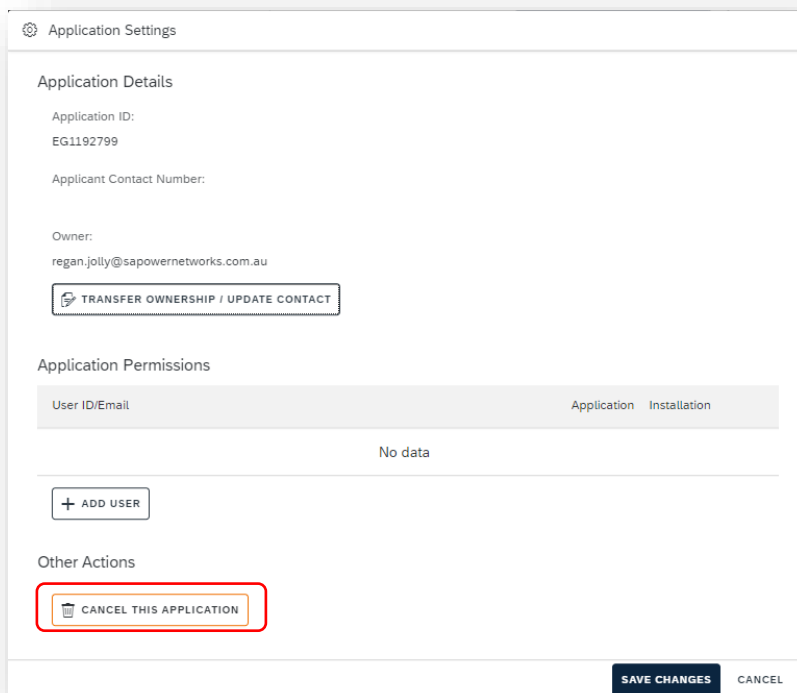 Application Settings
Application Details
Application ID:
EG1192799
Applicant Contact Number:
Owner:
regan.jolly@sapowernetworks.com.au
TRANSFER OWNERSHIP / UPDATE CONTACT
Application Permissions
User ID/Email Application Installation
No data
+ ADD USER
Other Actions
CANCEL THIS APPLICATION
SAVE CHANGES CANCEL